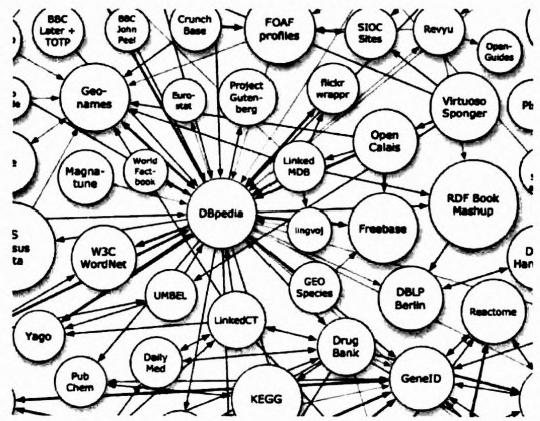 BBC
Later +
TOTP
BBC
John
Peel
Crunch
Base
FOAF
profiles
SIOC
Sites
Revyu
Open-
Guides
Geo-
names
Euro-
stat
Project
Guten-
berg
flickr
wrappr
Virtuoso
Sponger
Open
Calais
Magna-
tune
World
Fact-
book
Linked
MDB
RDF Book
Mashup
DBpedia
lingvoj
Freebase
W3C
WordNet
UMBEL
GEO
Species
DBLP
Berlin
Reactome
LinkedCT
Yago
Daily
Med
Drug
Bank
Pub
Chem
KEGG
GeneID